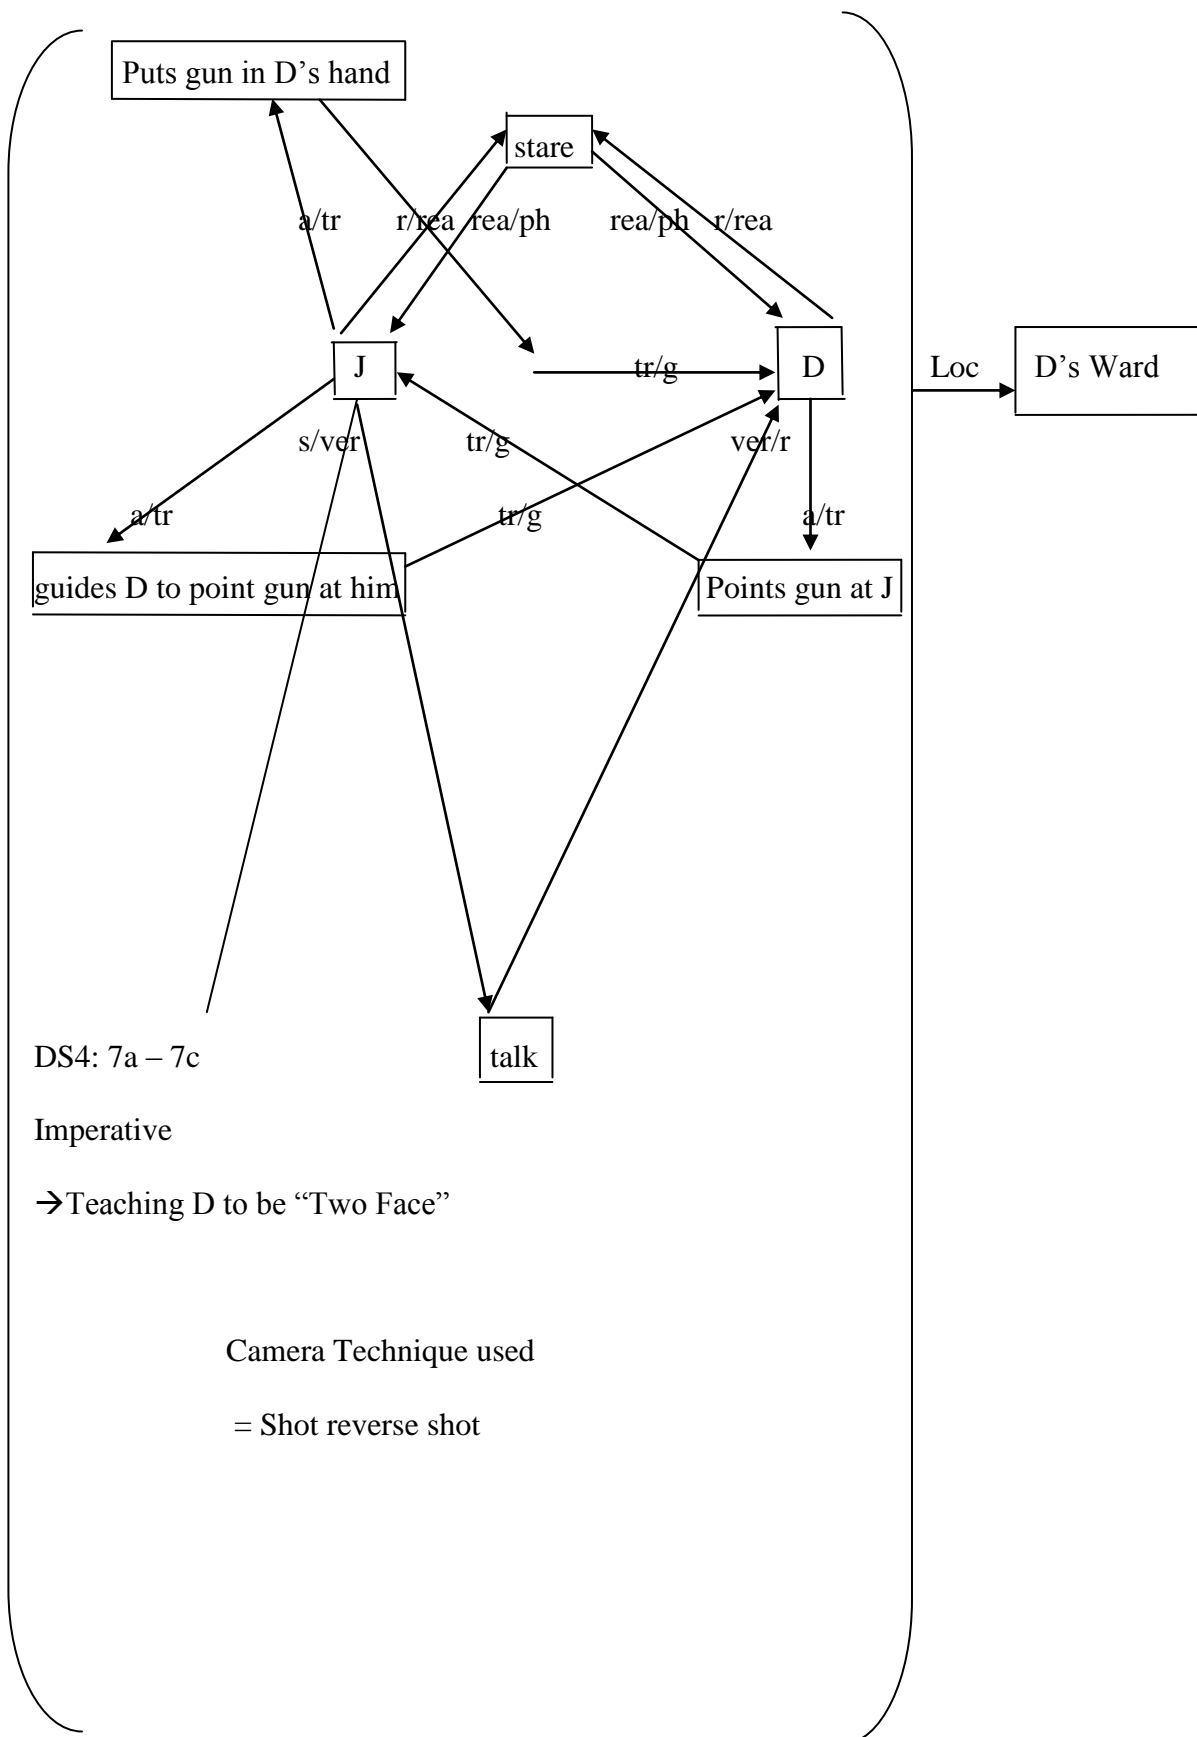 Puts gun in D’s hand
stare
a/tr
r/rea
rea/ph
rea/ph
r/rea
J
tr/g
D
Loc
D’s Ward
s/ver
tr/g
ver/r
a/tr
tr/g
a/tr
guides D to point gun at him
Points gun at J
DS4: 7a – 7c
talk
Imperative
→Teaching D to be “Two Face”
Camera Technique used
= Shot reverse shot